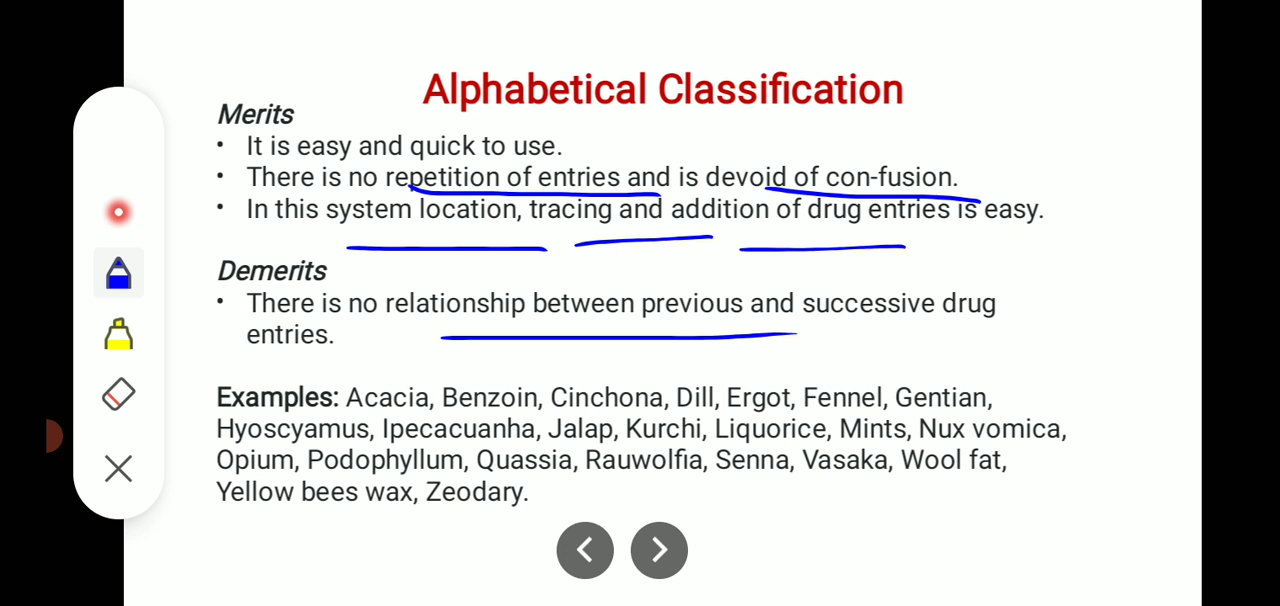 Alphabetical Classification
Merits
• It is easy and quick to use.
• There is no repetition of entries and is devoid of con-fusion.
• In this system location, tracing and addition of drug entries is easy.
Demerits
• There is no relationship between previous and successive drug
entries.
Examples: Acacia, Benzoin, Cinchona, Dill, Ergot, Fennel, Gentian,
Hyoscyamus, Ipecacuanha, Jalap, Kurchi, Liquorice, Mints, Nux vomica,
Opium, Podophyllum, Quassia, Rauwolfia, Senna, Vasaka, Wool fat,
Yellow bees wax, Zeodary.